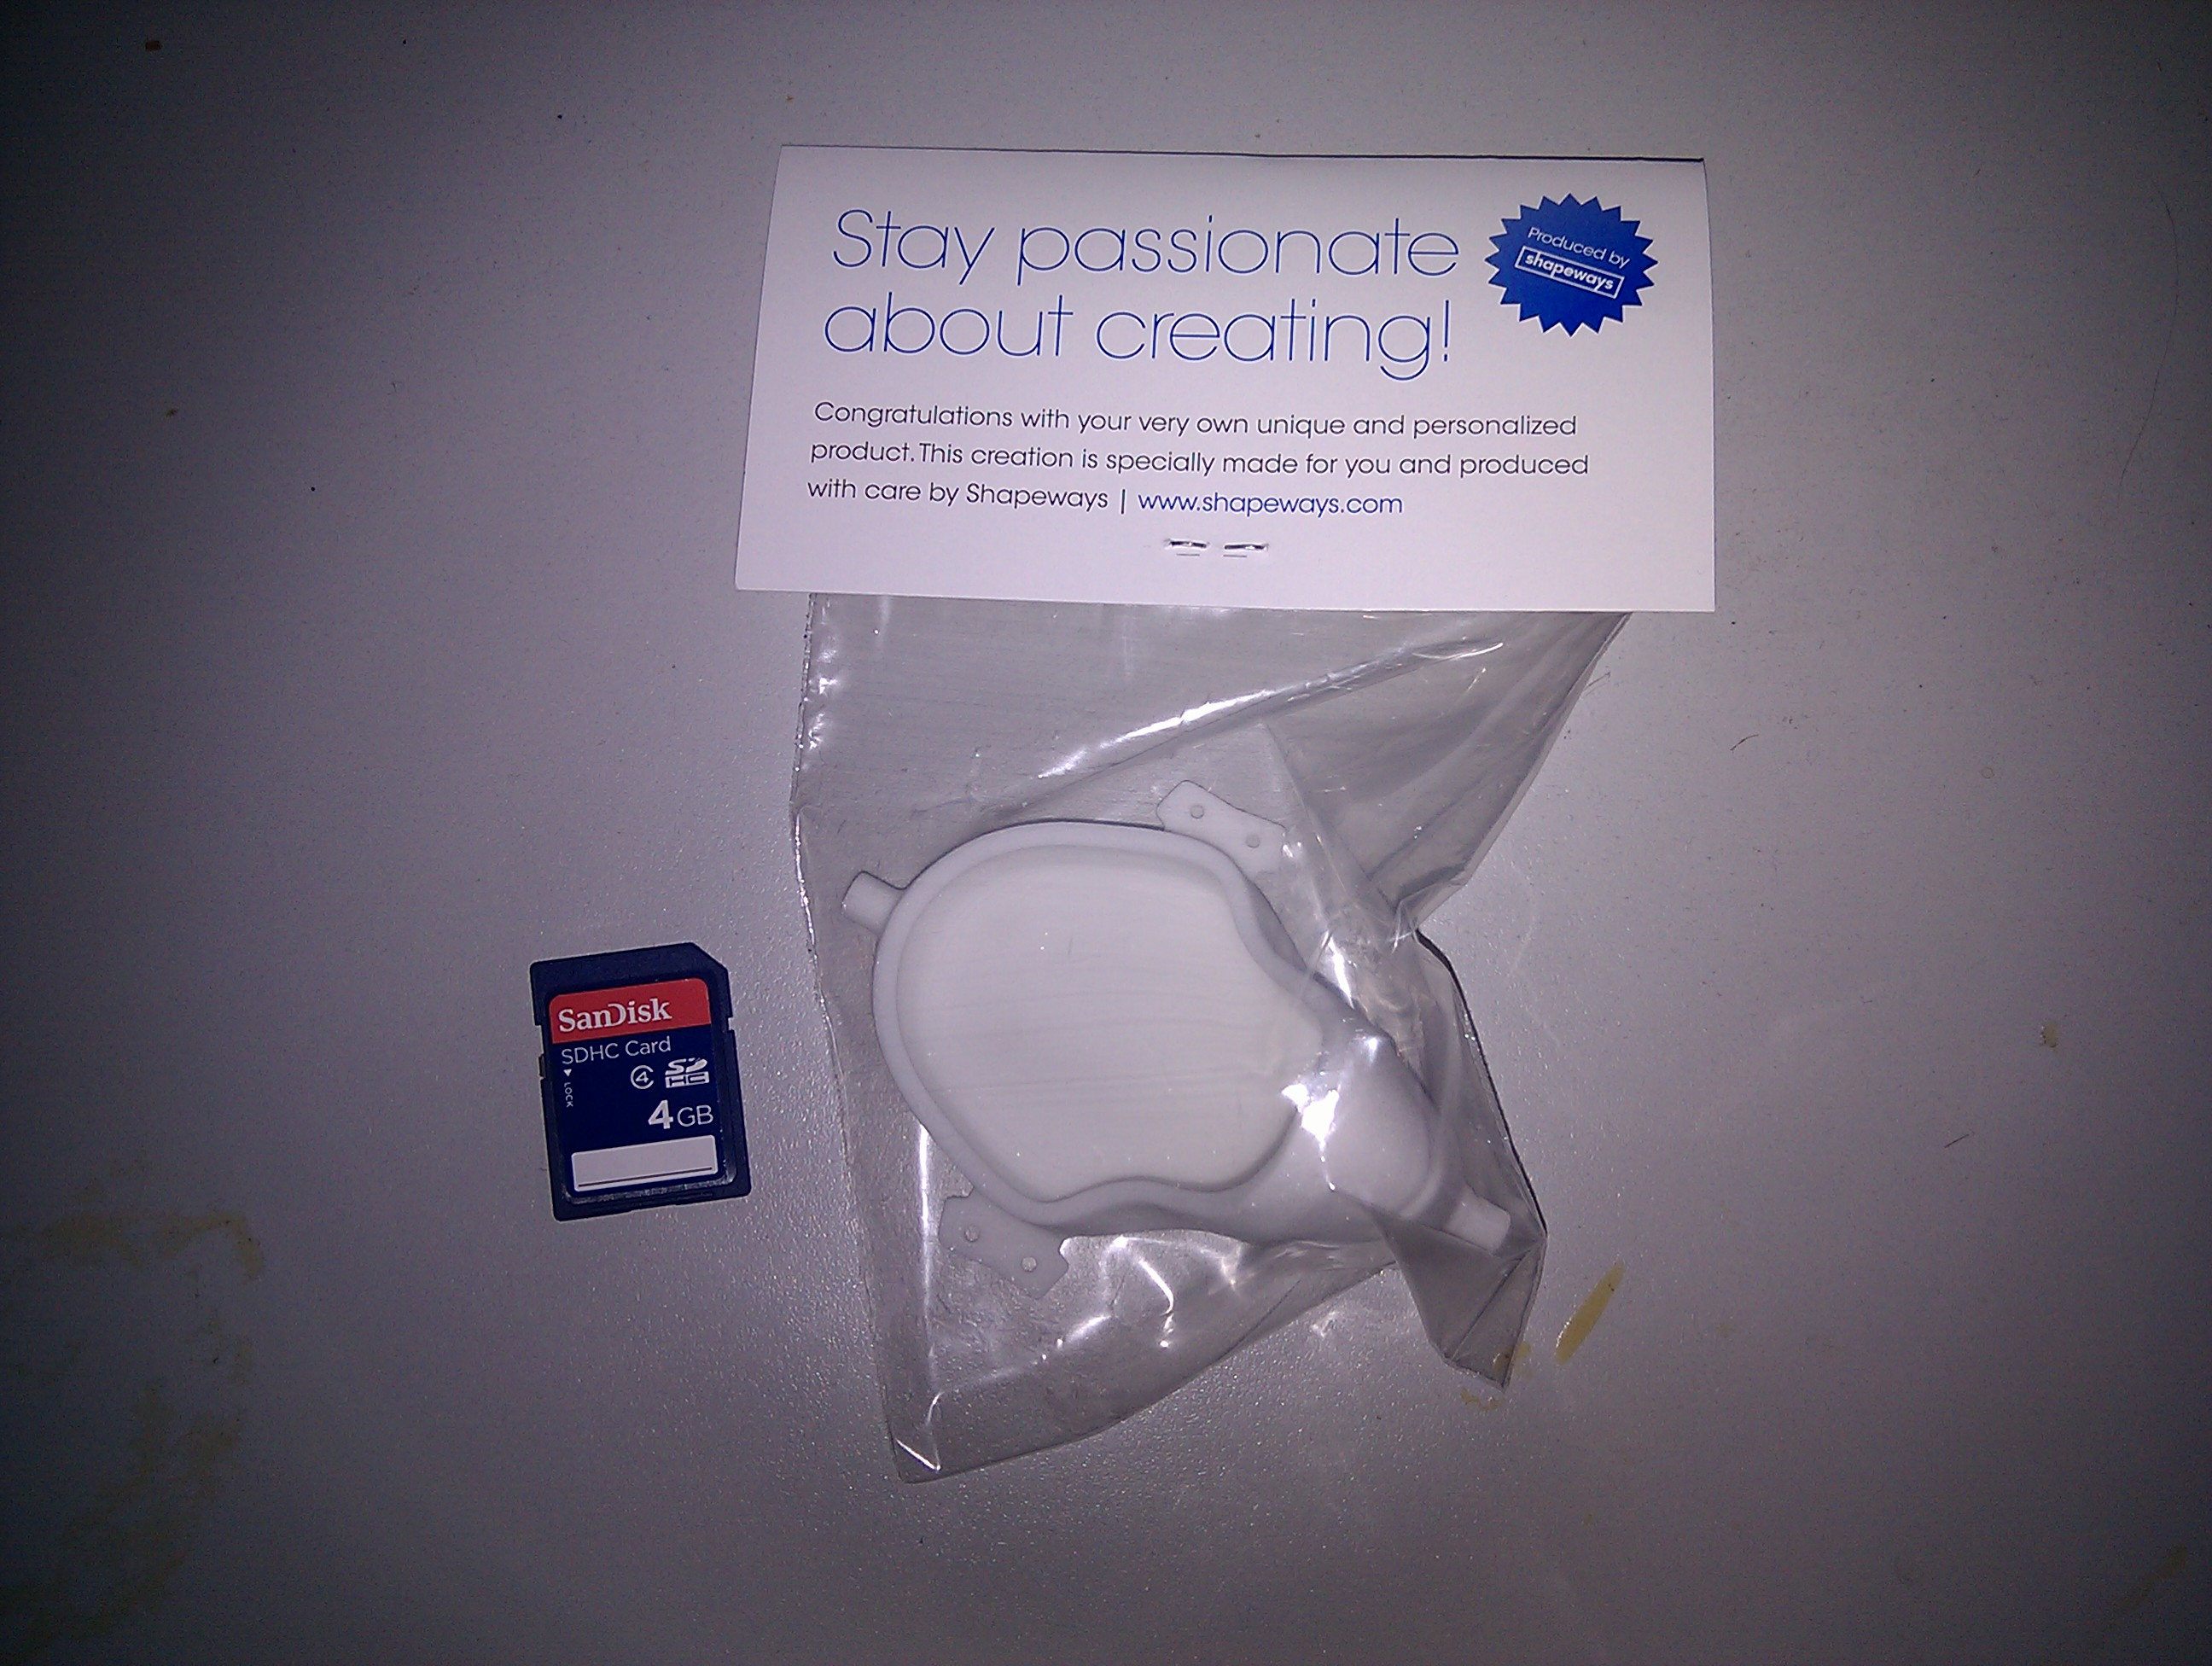 Stay passionate
about creating!
Produced by
shapeways
Congratulations with your very own unique and personalized
product. This creation is specially made for you and produced
with care by Shapeways | www.shapeways.com
SanDisk
SDHC Card
LOCK
4
SD
HC
4GB